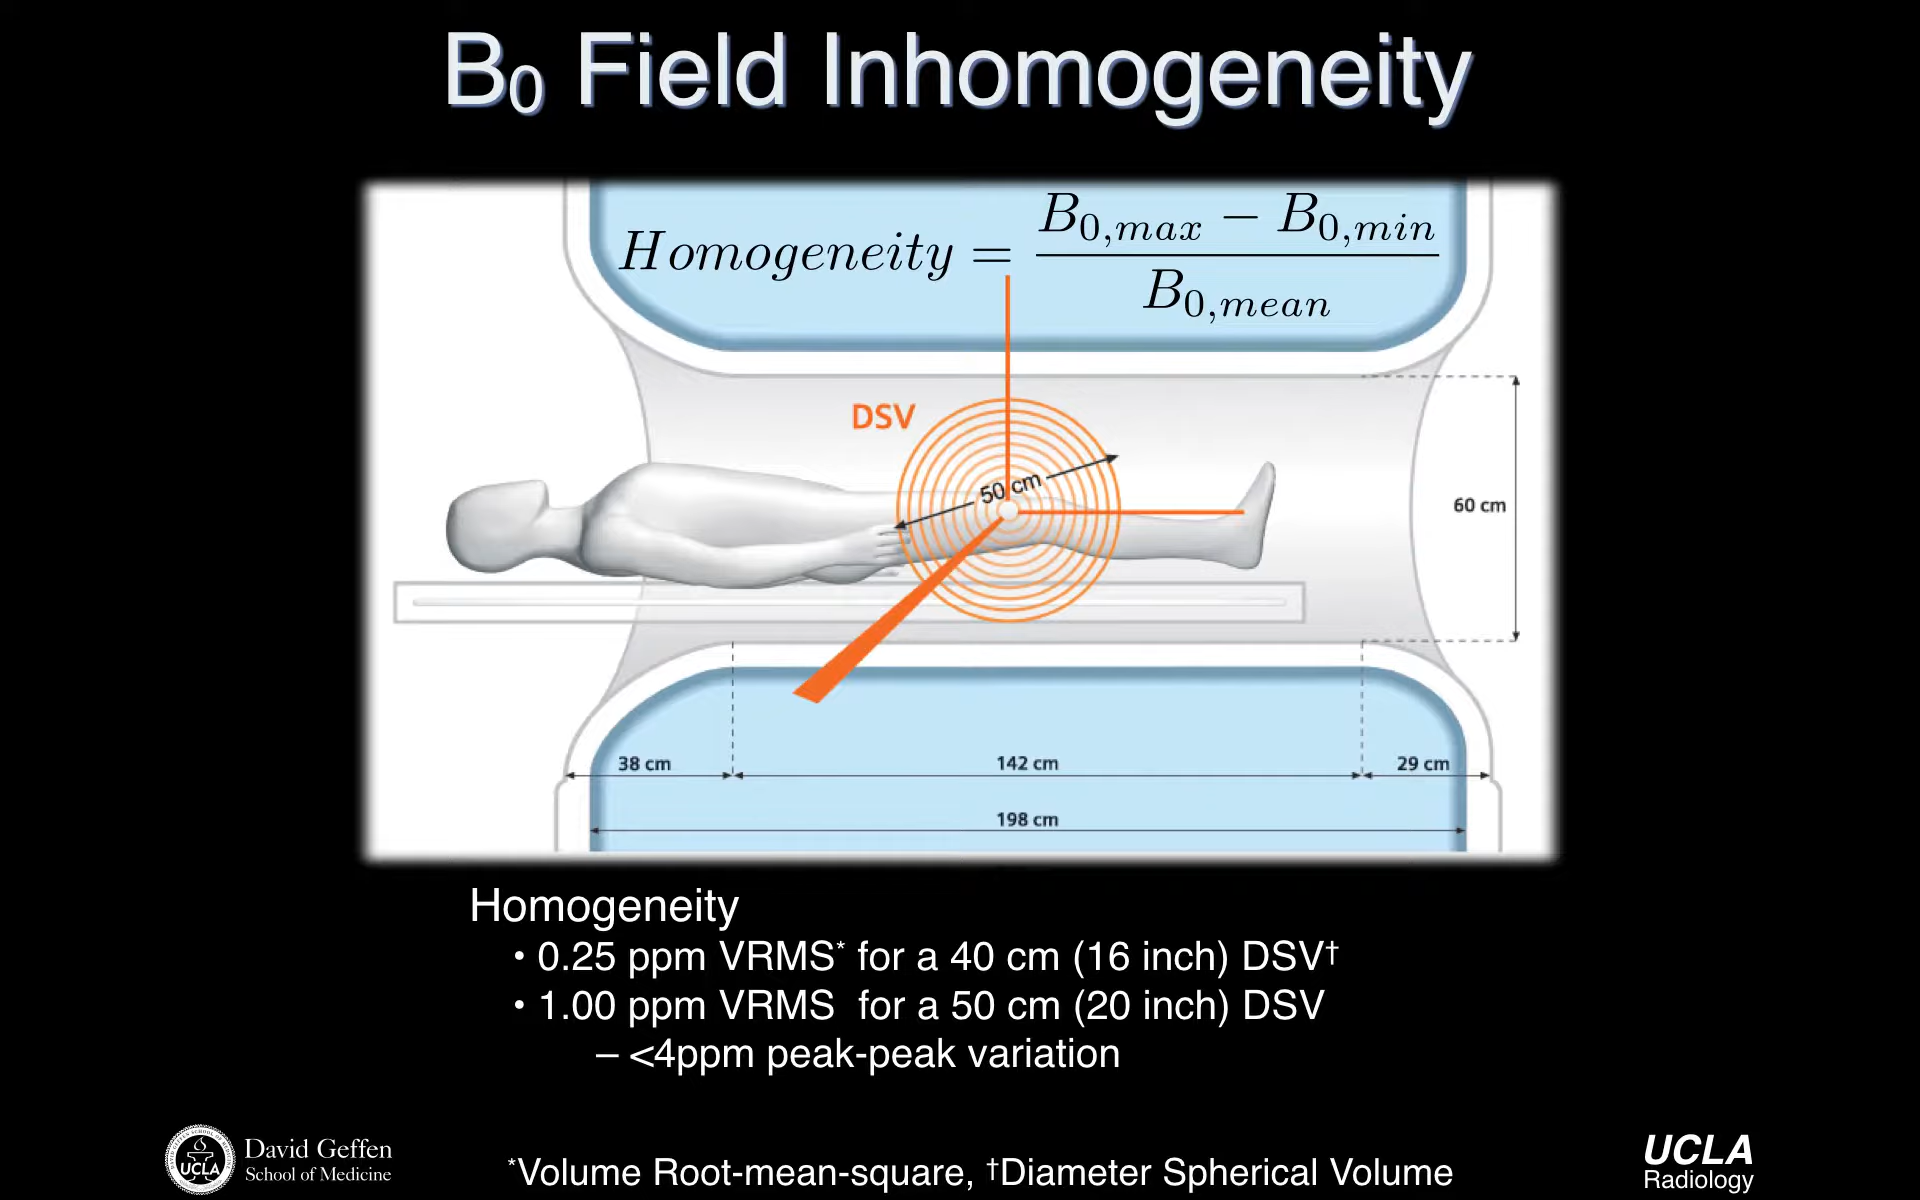 B₀ Field Inhomogeneity
Homogeneity = (B₀,max − B₀,min) / B₀,mean
DSV
50 cm
60 cm
38 cm
142 cm
29 cm
198 cm
Homogeneity
• 0.25 ppm VRMS* for a 40 cm (16 inch) DSV†
• 1.00 ppm VRMS for a 50 cm (20 inch) DSV
– <4ppm peak-peak variation
UCLA
David Geffen
School of Medicine
*Volume Root-mean-square, †Diameter Spherical Volume
UCLA
Radiology